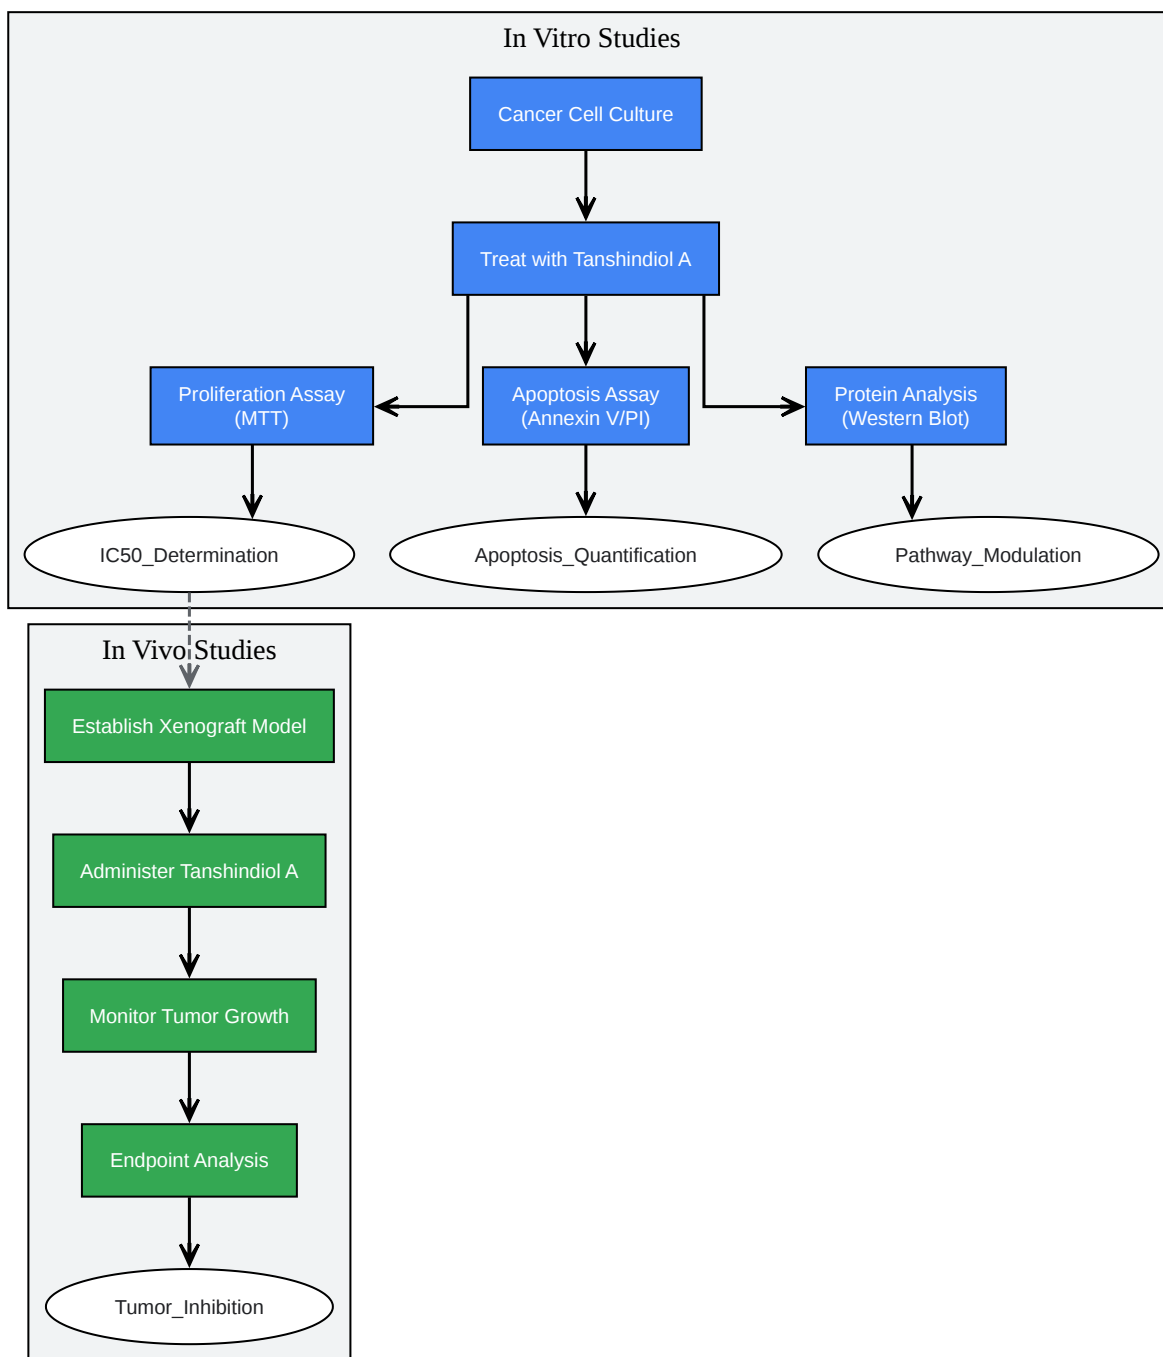 In Vitro Studies
Cancer Cell Culture
Treat with Tanshindiol A
Proliferation Assay
(MTT)
Apoptosis Assay
(Annexin V/PI)
Protein Analysis
(Western Blot)
IC50_Determination
Apoptosis_Quantification
Pathway_Modulation
In Vivo Studies
Establish Xenograft Model
Administer Tanshindiol A
Monitor Tumor Growth
Endpoint Analysis
Tumor_Inhibition